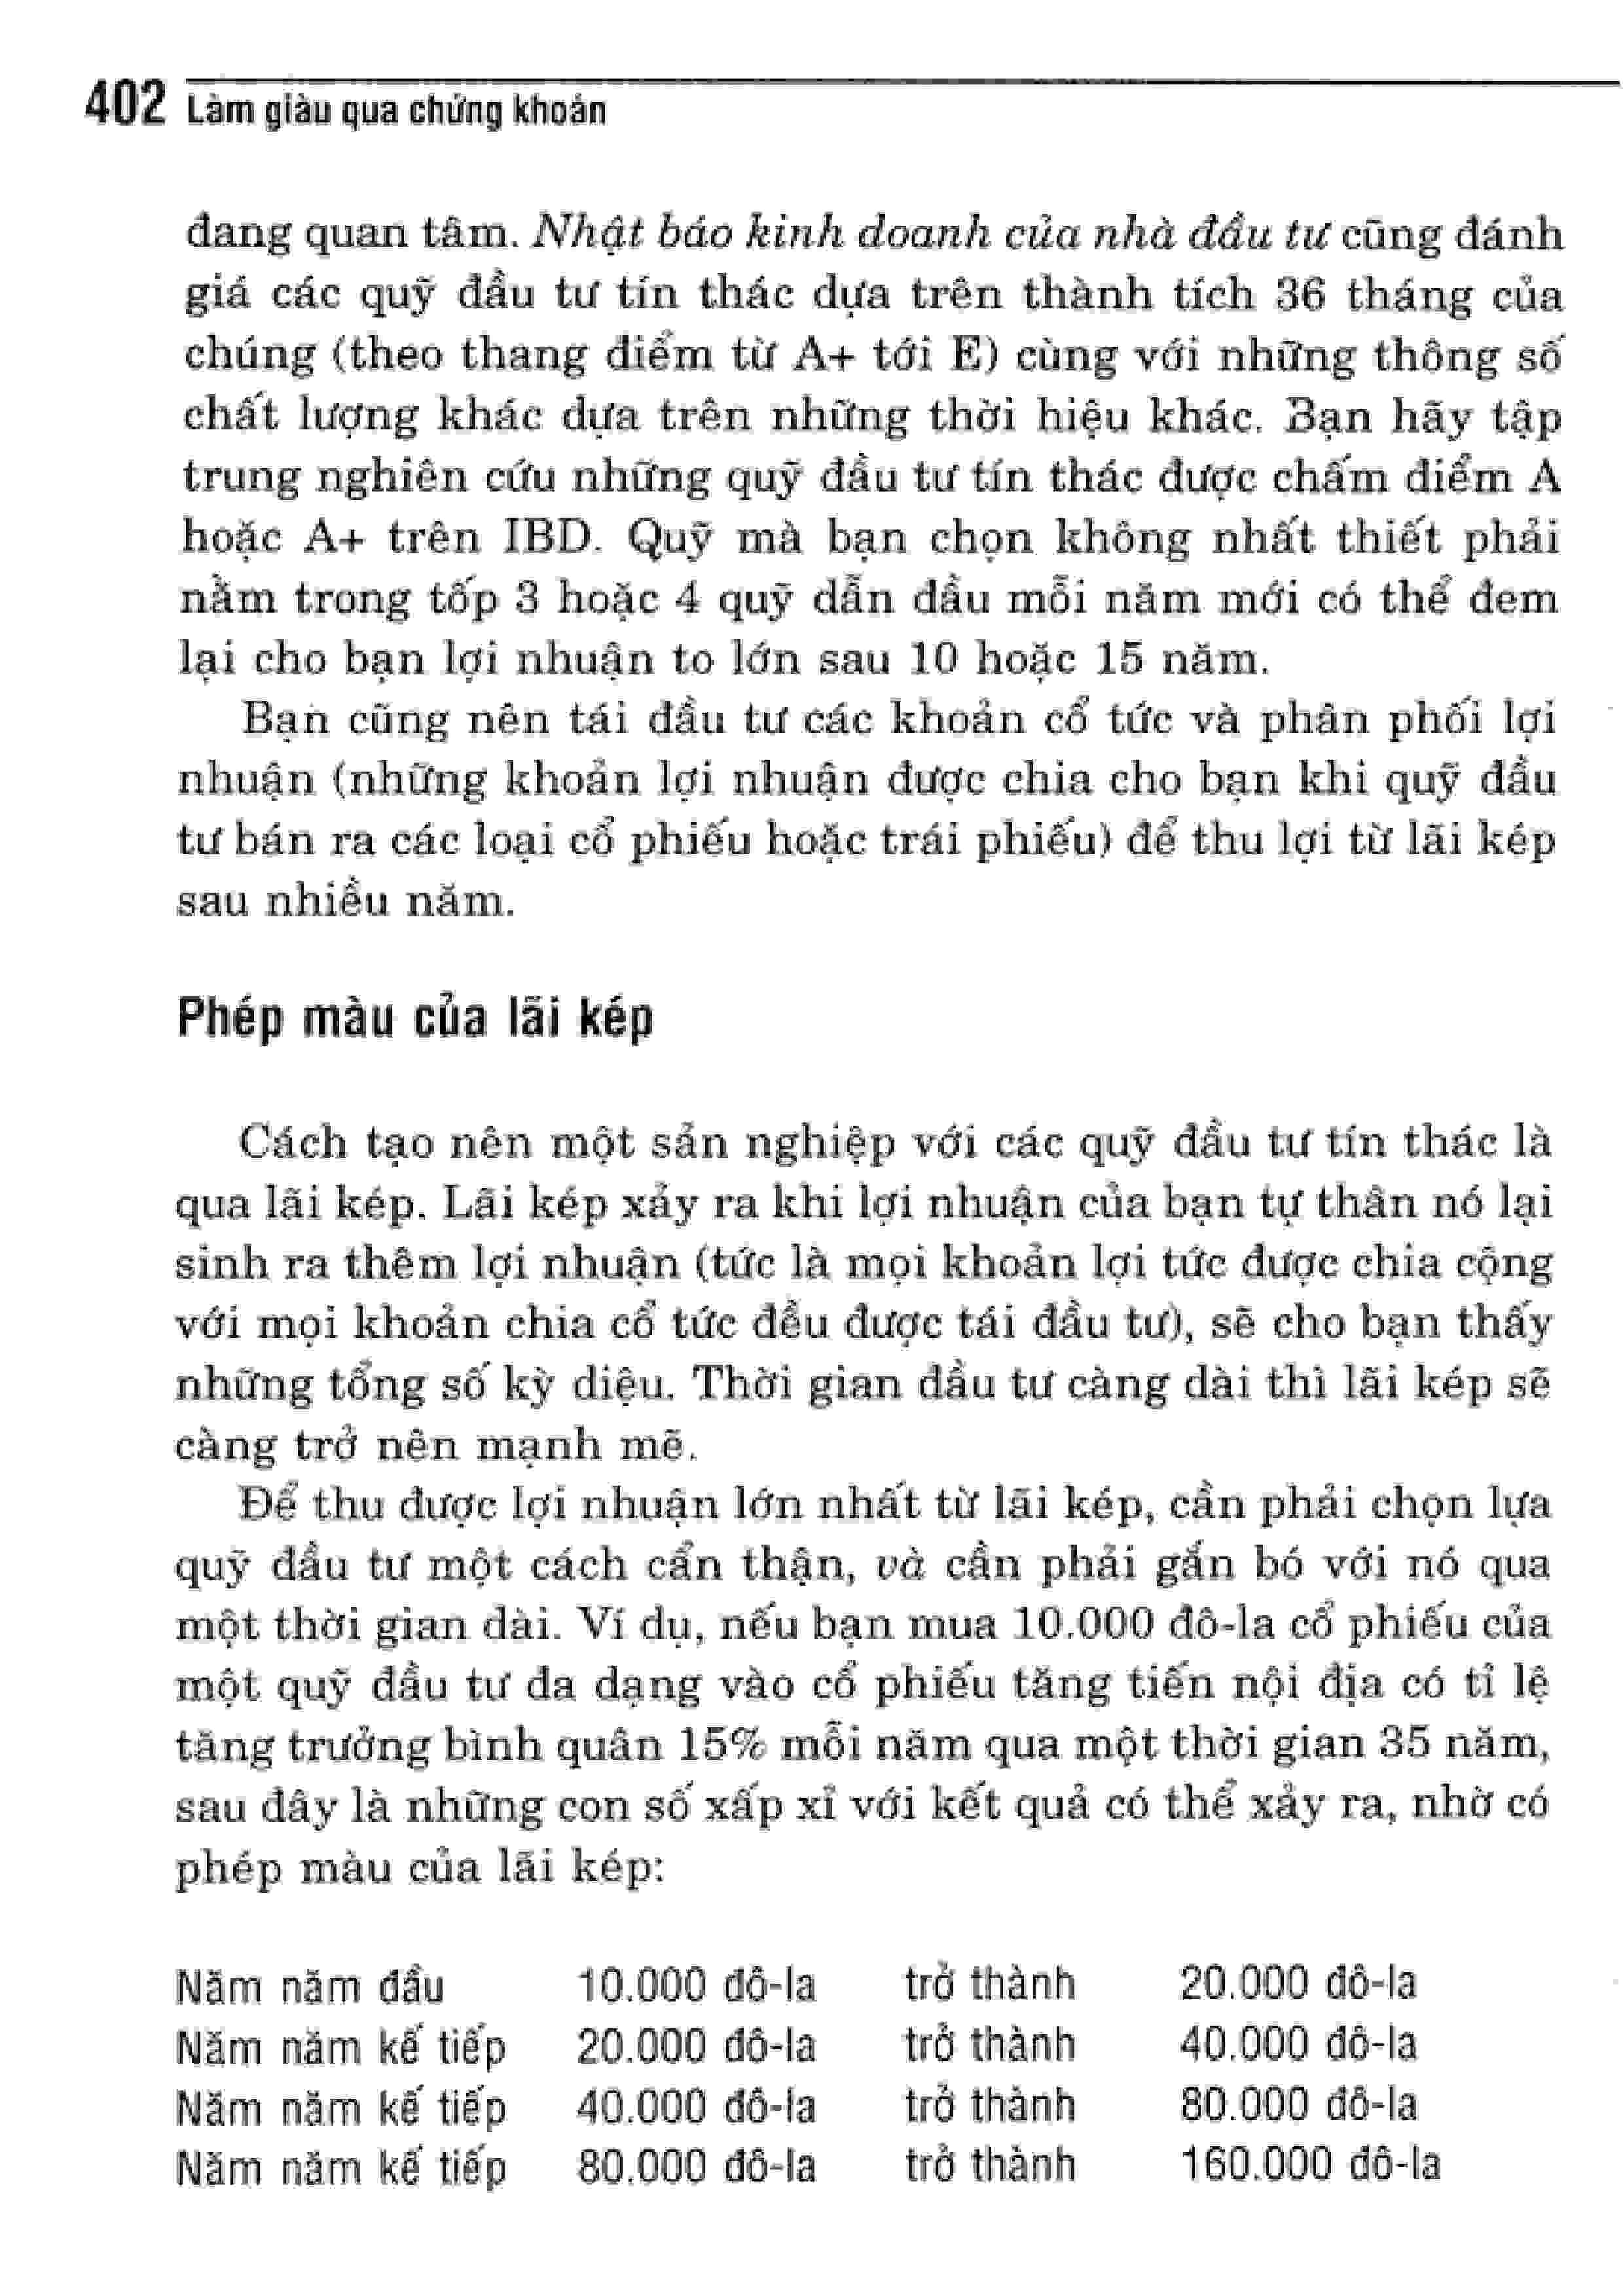 402 Làm giàu qua chứng khoán
đang quan tâm. Nhật báo kinh doanh của nhà đầu tư cũng đánh
giá các quỹ đầu tư tín thác dựa trên thành tích 36 tháng của
chúng (theo thang điểm từ A+ tới E) cùng với những thông số
chất lượng khác dựa trên những thời hiệu khác. Bạn hãy tập
trung nghiên cứu những quỹ đầu tư tín thác được chấm điểm A
hoặc A+ trên IBD. Quỹ mà bạn chọn không nhất thiết phải
nằm trong tốp 3 hoặc 4 quỹ dẫn đầu mỗi năm mới có thể đem
lại cho bạn lợi nhuận to lớn sau 10 hoặc 15 năm.
Bạn cũng nên tái đầu tư các khoản cổ tức và phân phối lợi
nhuận (những khoản lợi nhuận được chia cho bạn khi quỹ đầu
tư bán ra các loại cổ phiếu hoặc trái phiếu) để thu lợi từ lãi kép
sau nhiều năm.
Phép màu của lãi kép
Cách tạo nên một sản nghiệp với các quỹ đầu tư tín thác là
qua lãi kép. Lãi kép xảy ra khi lợi nhuận của bạn tự thân nó lại
sinh ra thêm lợi nhuận (tức là mọi khoản lợi tức được chia cộng
với mọi khoản chia cổ tức đều được tái đầu tư), sẽ cho bạn thấy
những tổng số kỳ diệu. Thời gian đầu tư càng dài thì lãi kép sẽ
càng trở nên mạnh mẽ.
Để thu được lợi nhuận lớn nhất từ lãi kép, cần phải chọn lựa
quỹ đầu tư một cách cẩn thận, và cần phải gắn bó với nó qua
một thời gian dài. Ví dụ, nếu bạn mua 10.000 đô-la cổ phiếu của
một quỹ đầu tư đa dạng vào cổ phiếu tăng tiến nội địa có tỉ lệ
tăng trưởng bình quân 15% mỗi năm qua một thời gian 35 năm,
sau đây là những con số xấp xỉ với kết quả có thể xảy ra, nhờ có
phép màu của lãi kép:
Năm năm đầu 10.000 đô-la trở thành 20.000 đô-la
Năm năm kế tiếp 20.000 đô-la trở thành 40.000 đô-la
Năm năm kế tiếp 40.000 đô-la trở thành 80.000 đô-la
Năm năm kế tiếp 80.000 đô-la trở thành 160.000 đô-la